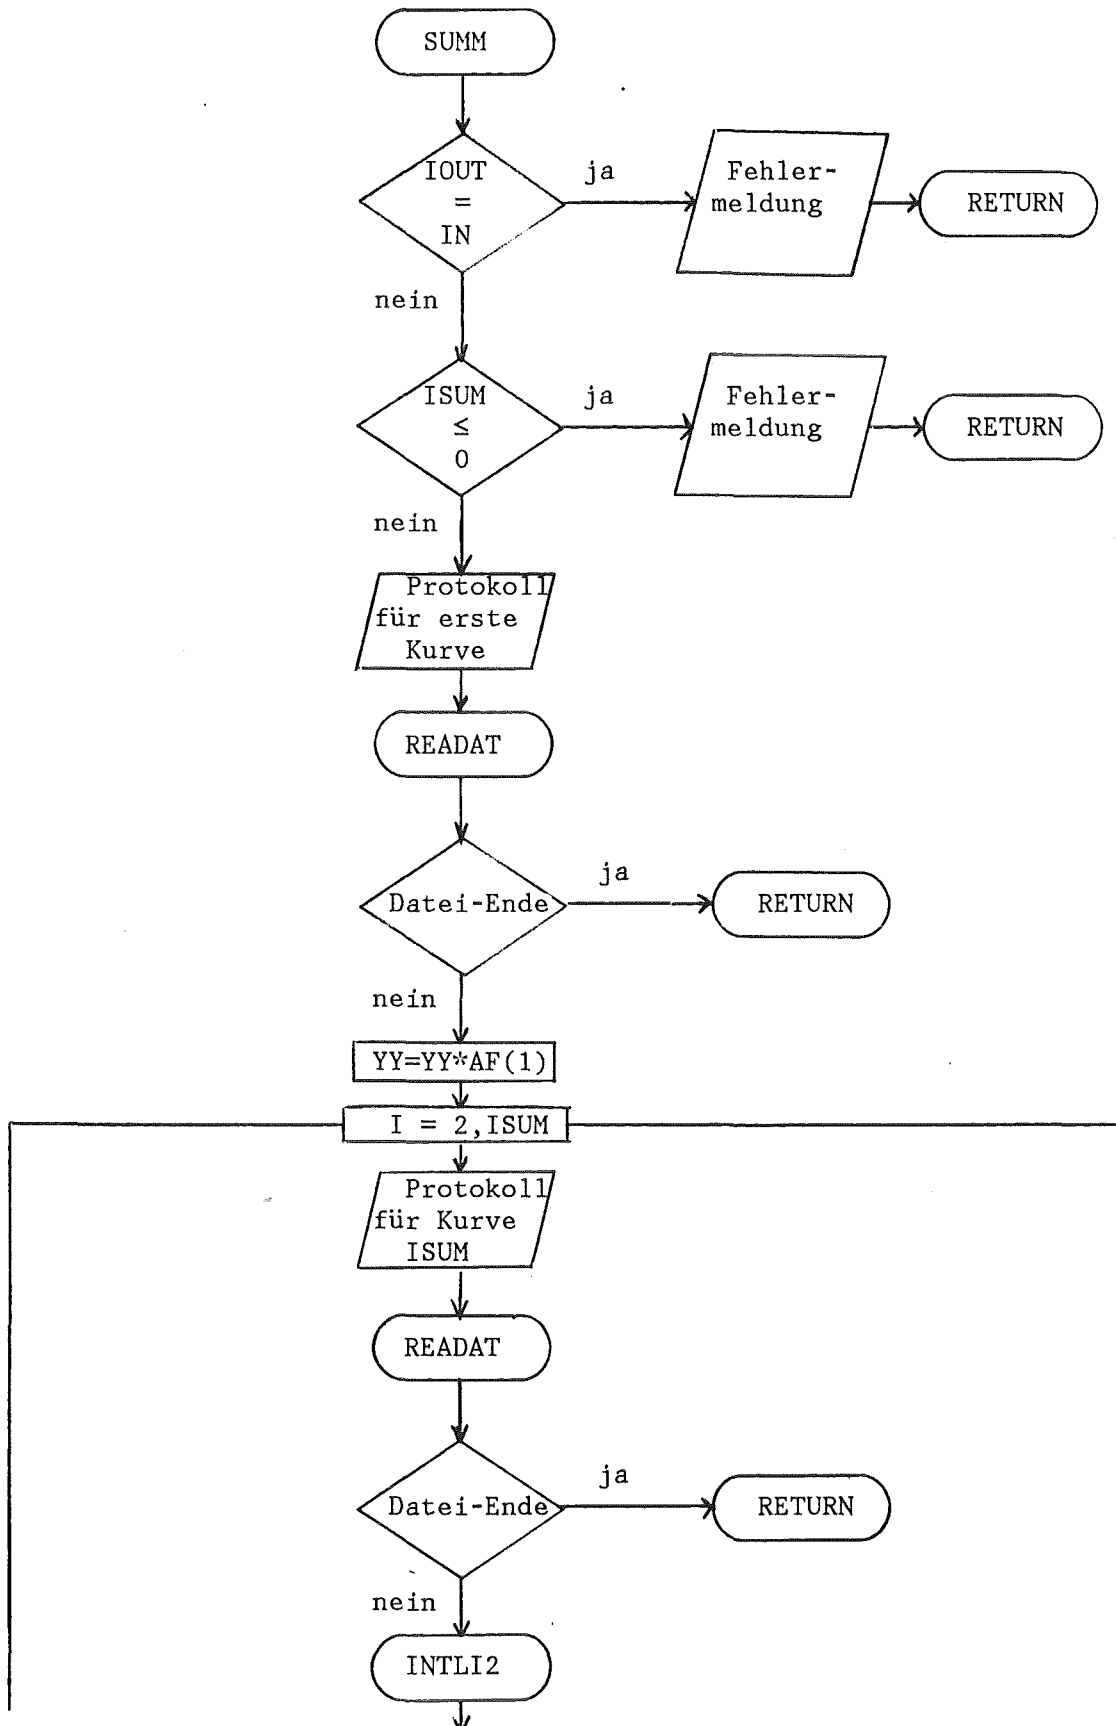 SUMM
IOUT
=
IN
ja
Fehler-
meldung
RETURN
nein
ISUM
≤
0
ja
Fehler-
meldung
RETURN
nein
Protokoll
für erste
Kurve
READAT
Datei-Ende
ja
RETURN
nein
YY=YY*AF(1)
I = 2,ISUM
Protokoll
für Kurve
ISUM
READAT
Datei-Ende
ja
RETURN
nein
INTLI2